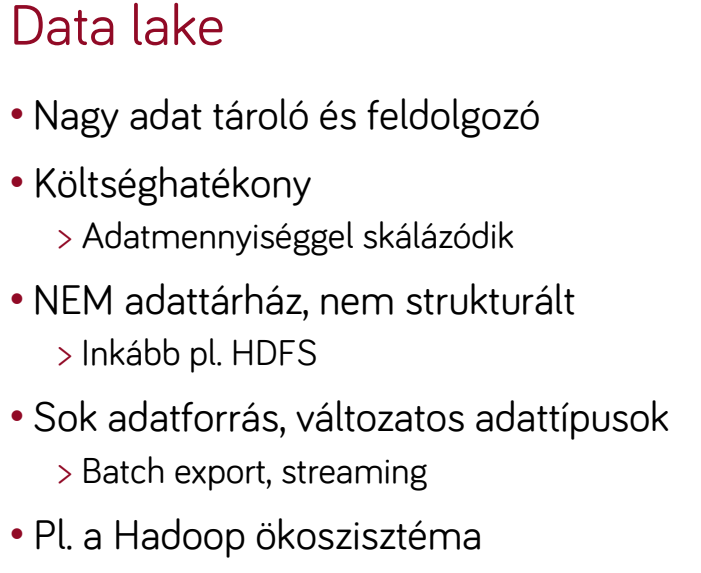 Data lake
• Nagy adat tároló és feldolgozó
• Költséghatékony
> Adatmennyiséggel skálázódik
• NEM adattárház, nem strukturált
> Inkább pl. HDFS
• Sok adatforrás, változatos adattípusok
> Batch export, streaming
• Pl. a Hadoop ökoszisztéma